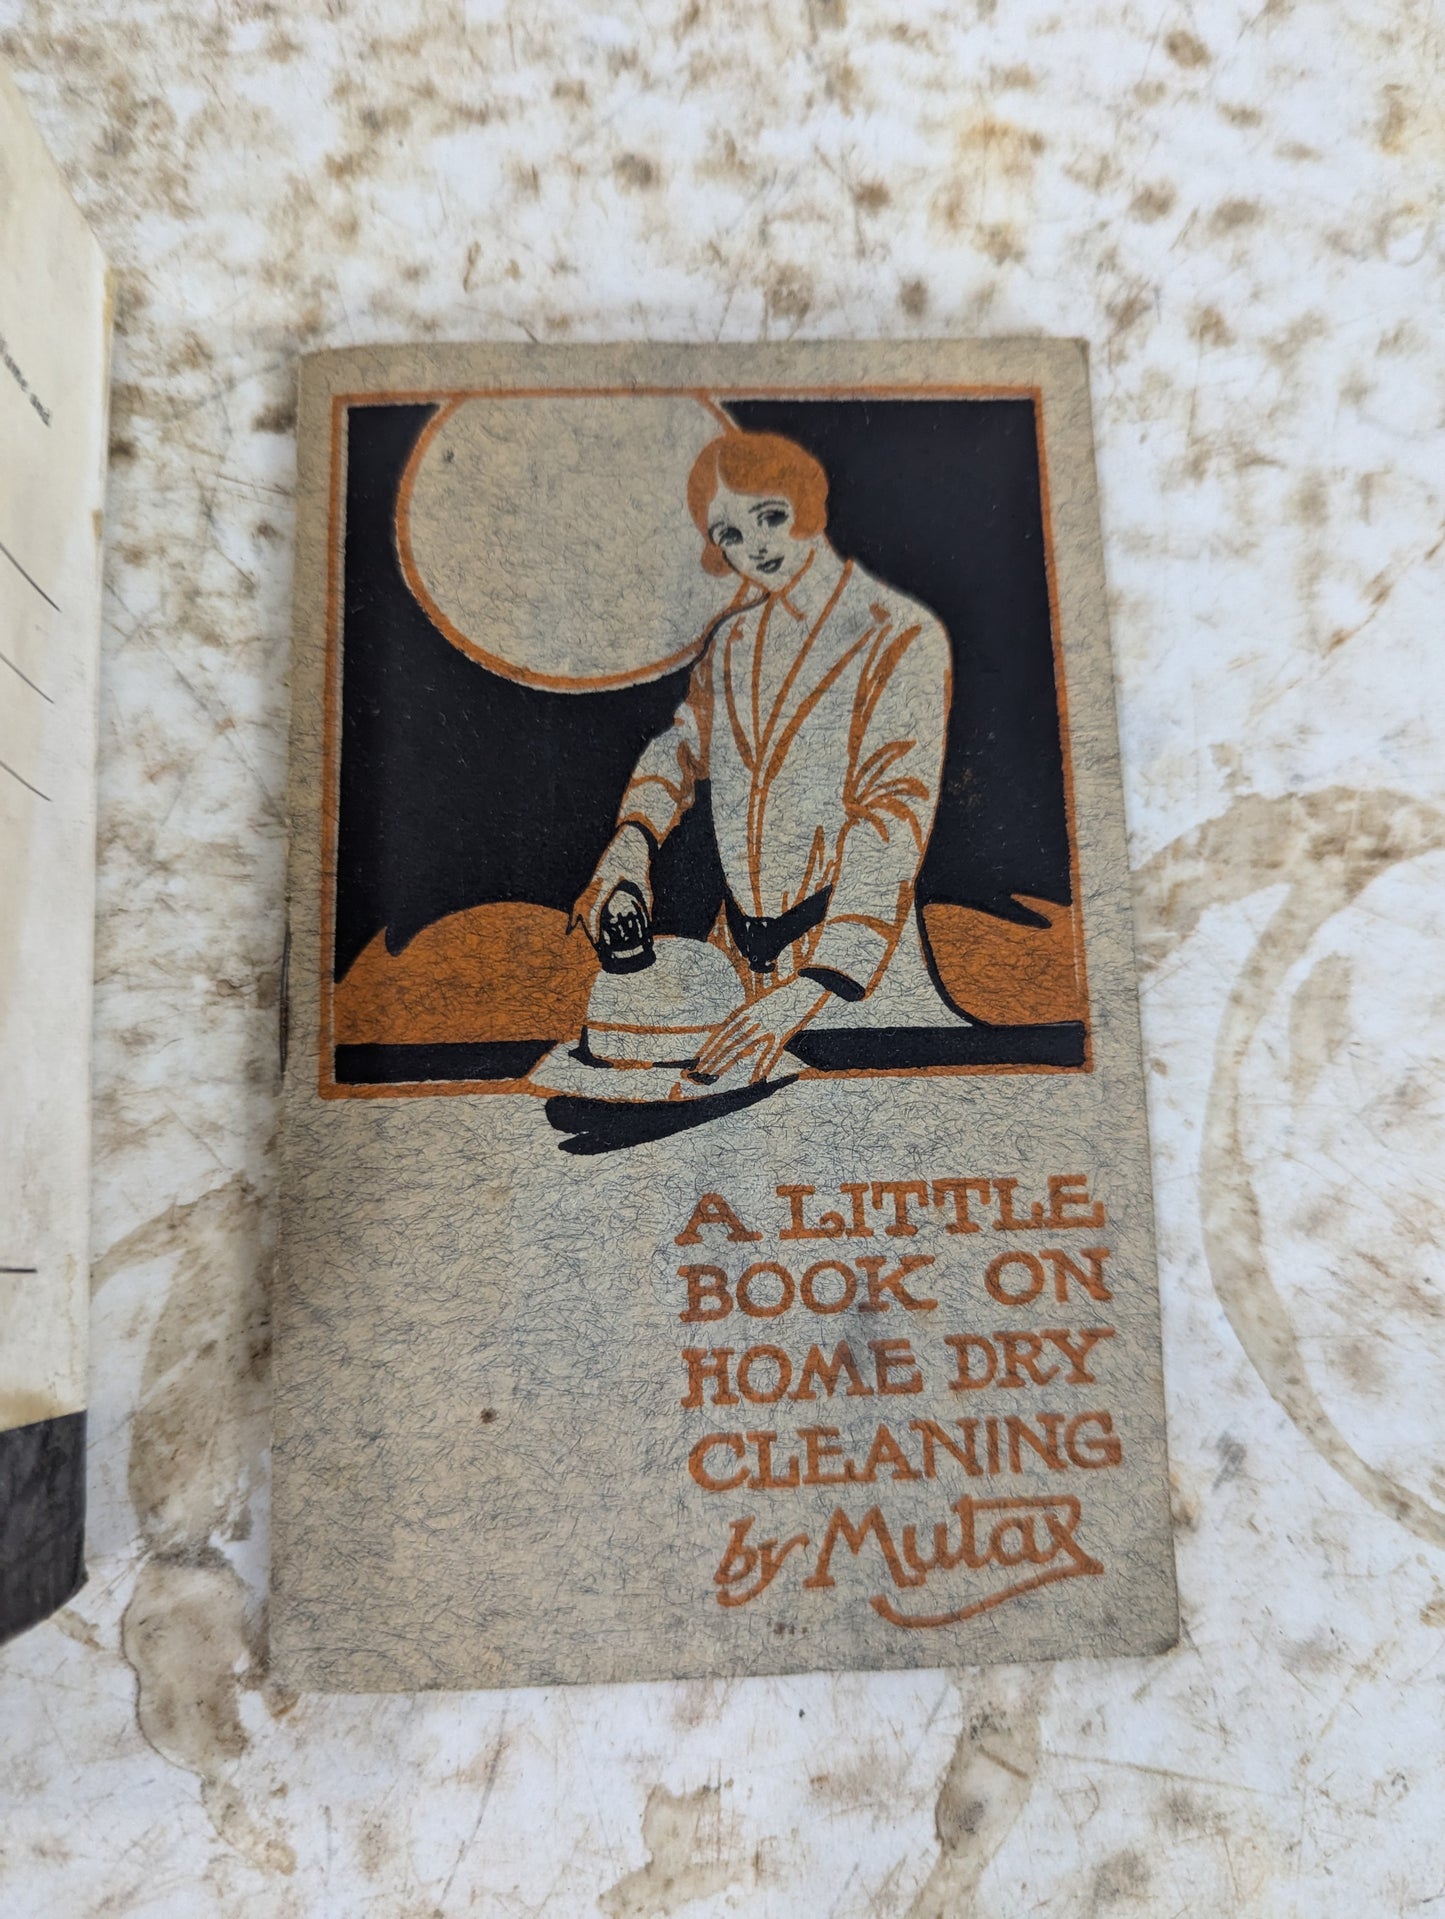 A LITTLE
BOOK ON
HOME DRY
CLEANING
by Mutax